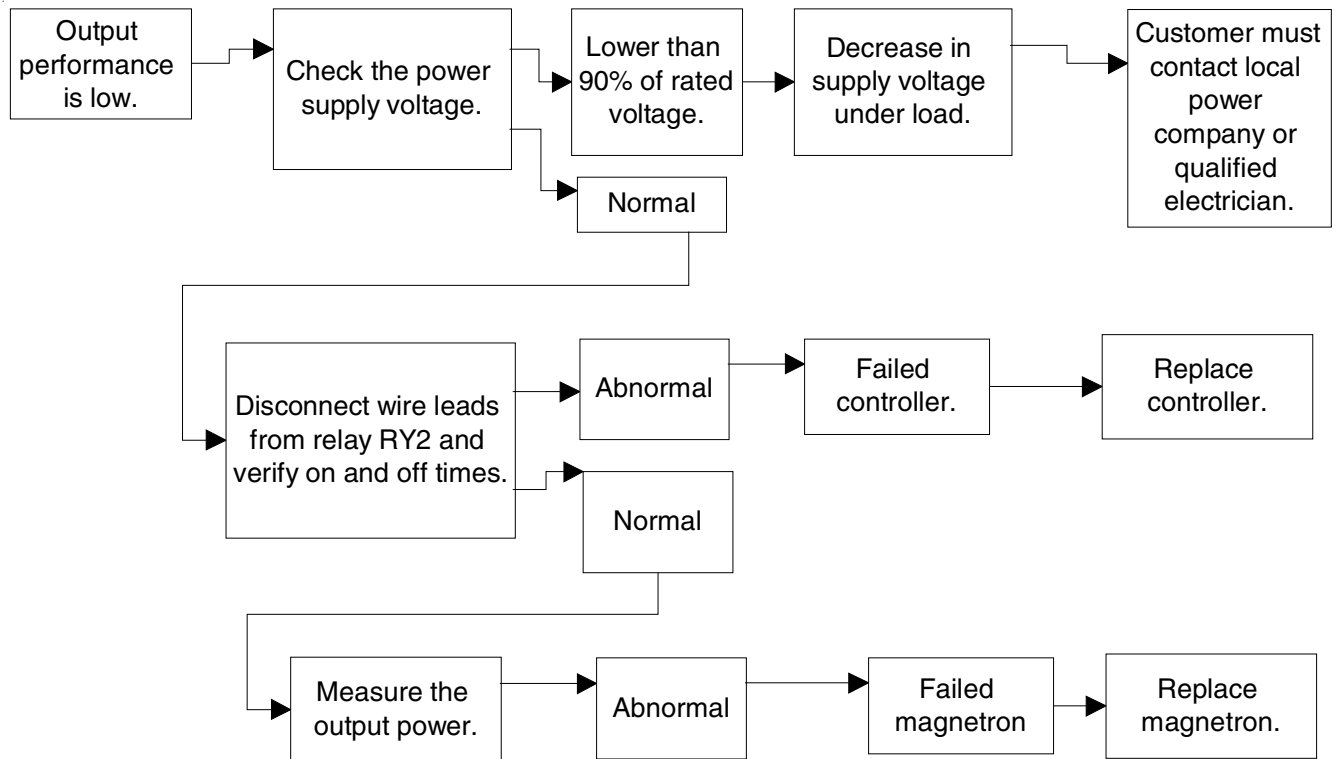 Output
performance
is low.
Check the power
supply voltage.
Lower than
90% of rated
voltage.
Decrease in
supply voltage
under load.
Customer must
contact local
power
company or
qualified
electrician.
Normal
Disconnect wire leads
from relay RY2 and
verify on and off times.
Abnormal
Failed
controller.
Replace
controller.
Normal
Measure the
output power.
Abnormal
Failed
magnetron
Replace
magnetron.